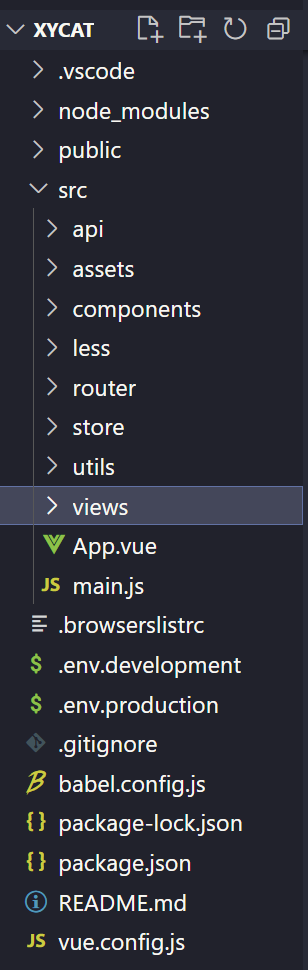 XYCAT
.vscode
node_modules
public
src
api
assets
components
less
router
store
utils
views
App.vue
JS main.js
.browserslistrc
$ .env.development
$ .env.production
.gitignore
B babel.config.js
{ } package-lock.json
{ } package.json
i README.md
JS vue.config.js